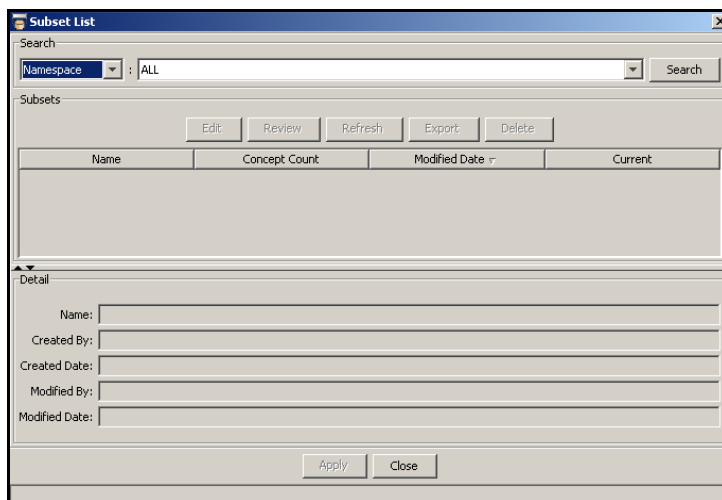 Subset List
Search
Namespace : ALL Search
Subsets
Edit Review Refresh Export Delete
Name Concept Count Modified Date Current
Detail
Name:
Created By:
Created Date:
Modified By:
Modified Date:
Apply Close